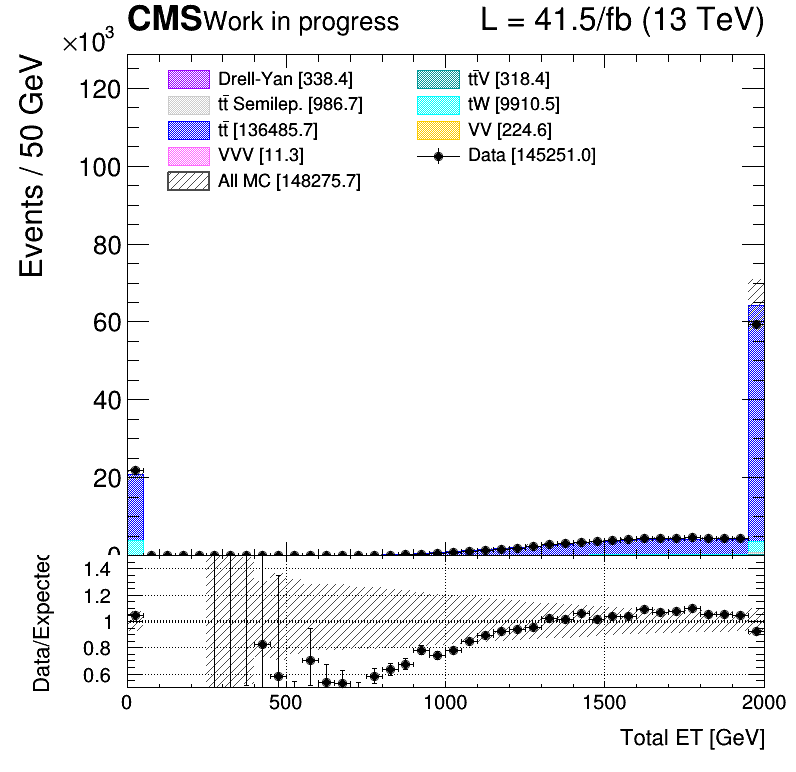 CMS Work in progress L = 41.5/fb (13 TeV)
×10³
Events / 50 GeV
120
100
80
60
40
20
0
Drell-Yan [338.4]
tt̄ Semilep. [986.7]
tt̄ [136485.7]
VVV [11.3]
All MC [148275.7]
tt̄V [318.4]
tW [9910.5]
VV [224.6]
Data [145251.0]
Data/Expected
1.4
1.2
1
0.8
0.6
0 500 1000 1500 2000
Total ET [GeV]